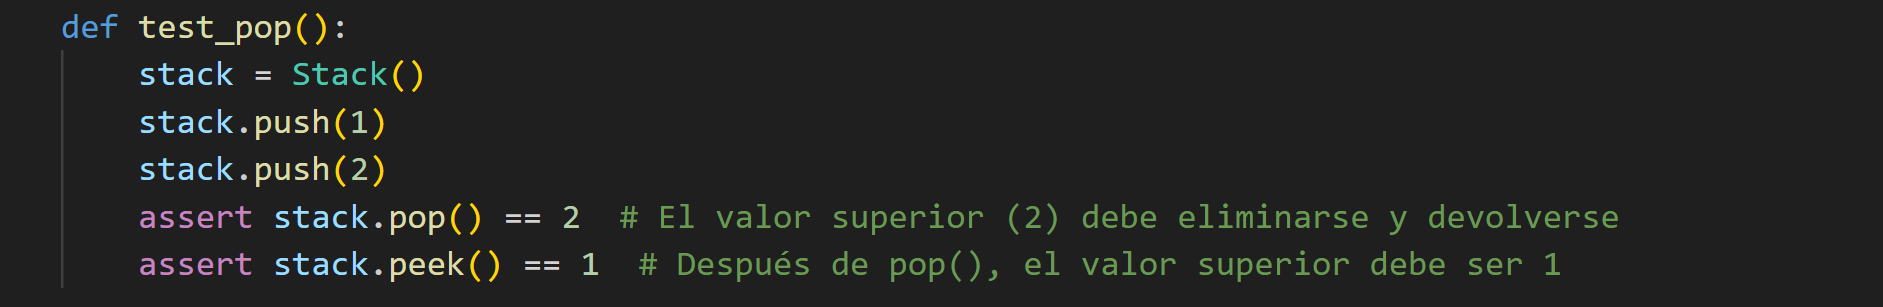 def test_pop():
    stack = Stack()
    stack.push(1)
    stack.push(2)
    assert stack.pop() == 2  # El valor superior (2) debe eliminarse y devolverse
    assert stack.peek() == 1  # Después de pop(), el valor superior debe ser 1